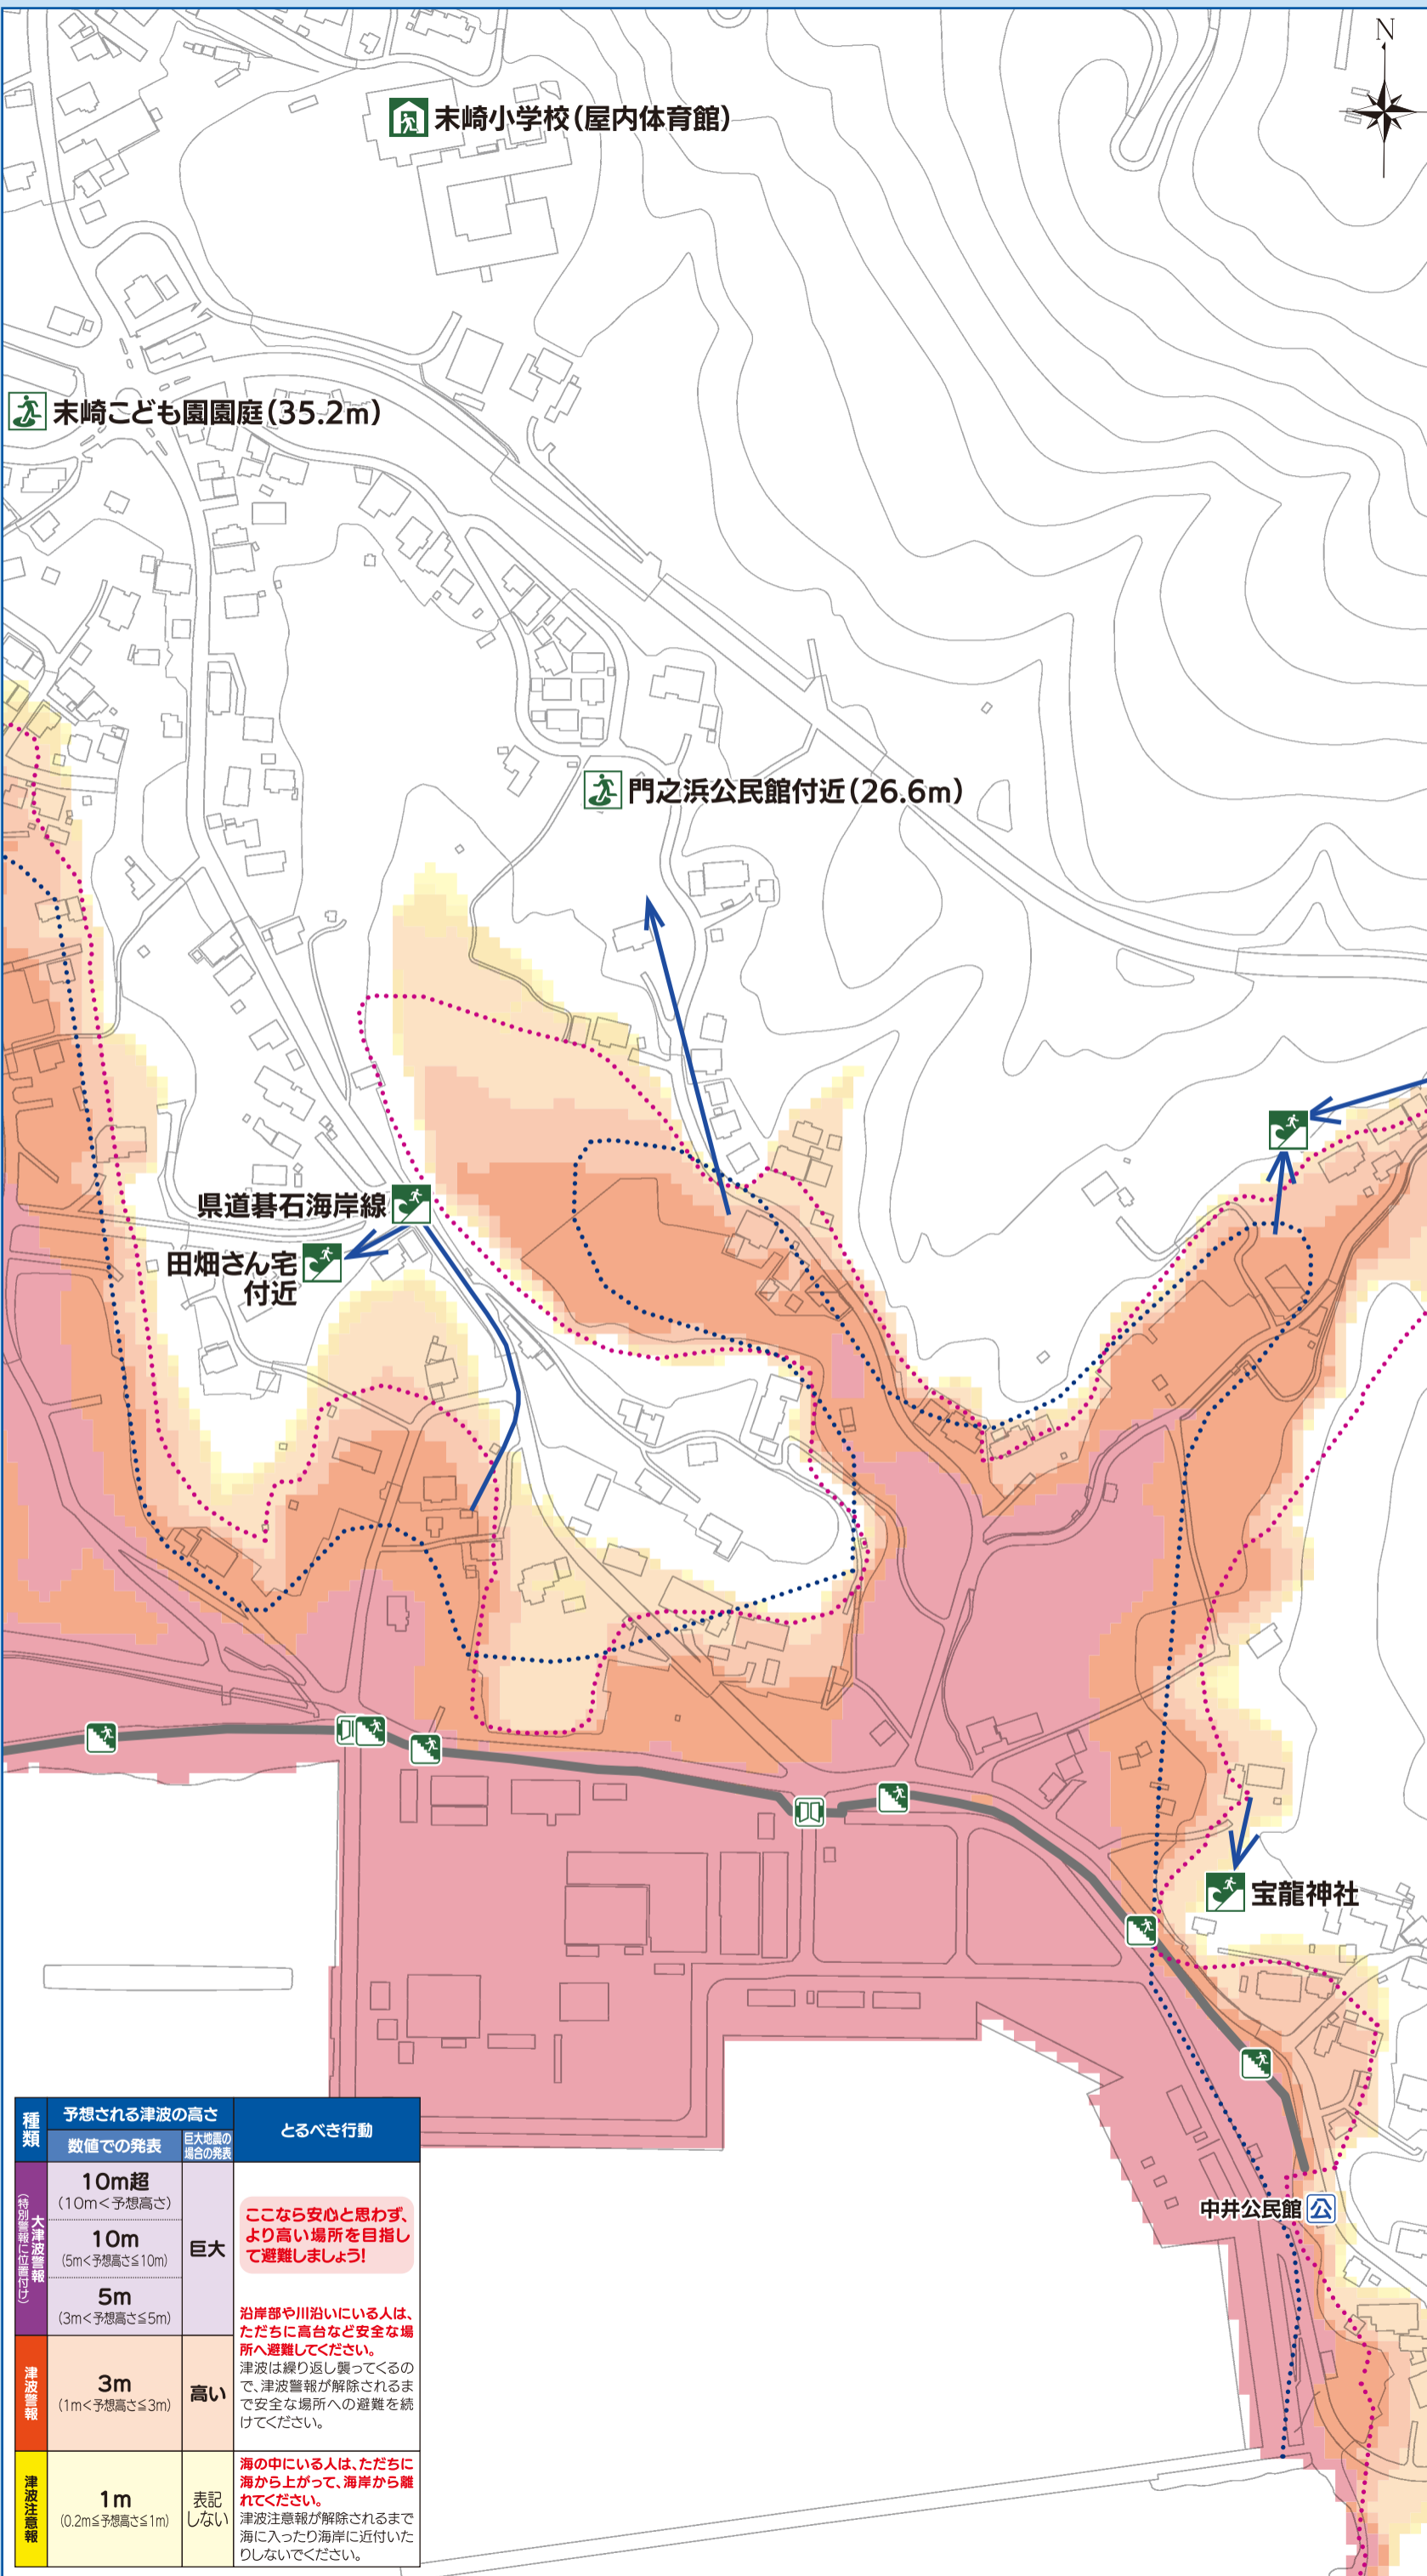 N
末崎小学校(屋内体育館)
末崎こども園園庭(35.2m)
門之浜公民館付近(26.6m)
県道碁石海岸線
田畑さん宅
付近
宝龍神社
中井公民館 公
種類
予想される津波の高さ
数値での発表
巨大地震の
場合の発表
とるべき行動
大津波警報
(特別警報に位置付け)
10m超
(10m<予想高さ)
10m
(5m<予想高さ≦10m)
5m
(3m<予想高さ≦5m)
巨大
ここなら安心と思わず、
より高い場所を目指し
て避難しましょう!
沿岸部や川沿いにいる人は、
ただちに高台など安全な場
所へ避難してください。
津波は繰り返し襲ってくるの
で、津波警報が解除されるま
で安全な場所への避難を続
けてください。
津波警報
3m
(1m<予想高さ≦3m)
高い
津波注意報
1m
(0.2m≦予想高さ≦1m)
表記
しない
海の中にいる人は、ただちに
海から上がって、海岸から離
れてください。
津波注意報が解除されるまで
海に入ったり海岸に近付いた
りしないでください。